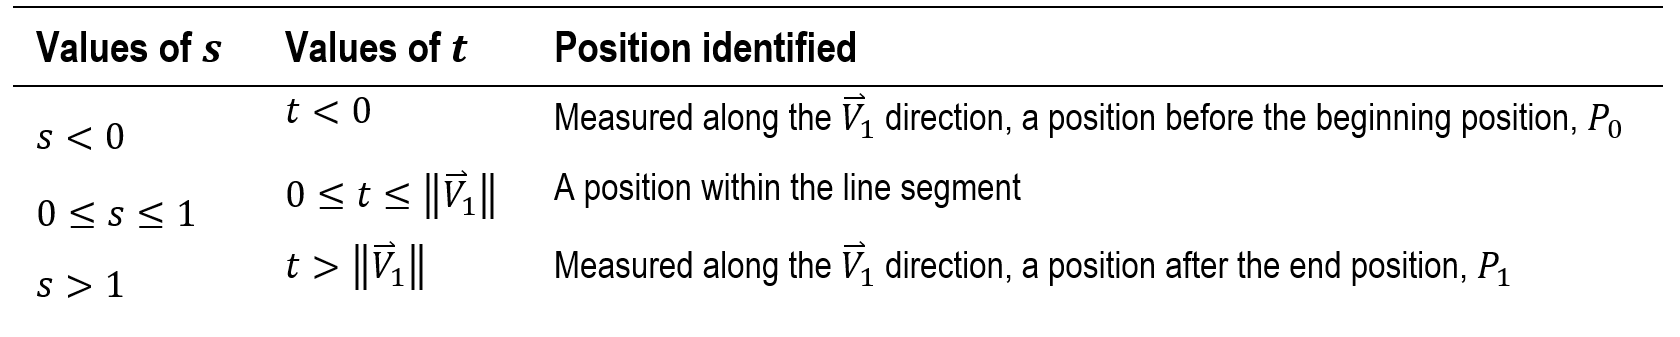 Values of s Values of t Position identified
s < 0 t < 0 Measured along the V⃗₁ direction, a position before the beginning position, P₀
0 ≤ s ≤ 1 0 ≤ t ≤ ‖V⃗₁‖ A position within the line segment
s > 1 t > ‖V⃗₁‖ Measured along the V⃗₁ direction, a position after the end position, P₁